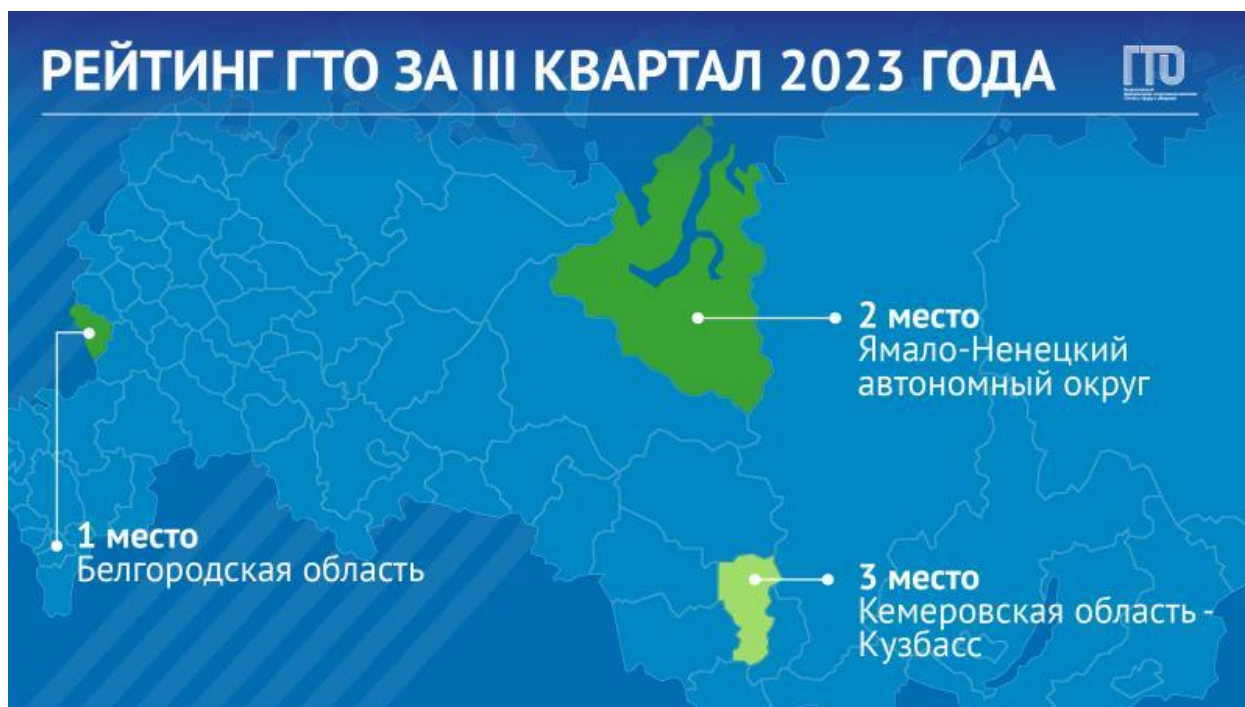 РЕЙТИНГ ГТО ЗА III КВАРТАЛ 2023 ГОДА
ГТО
2 место
Ямало-Ненецкий
автономный округ
1 место
Белгородская область
3 место
Кемеровская область -
Кузбасс